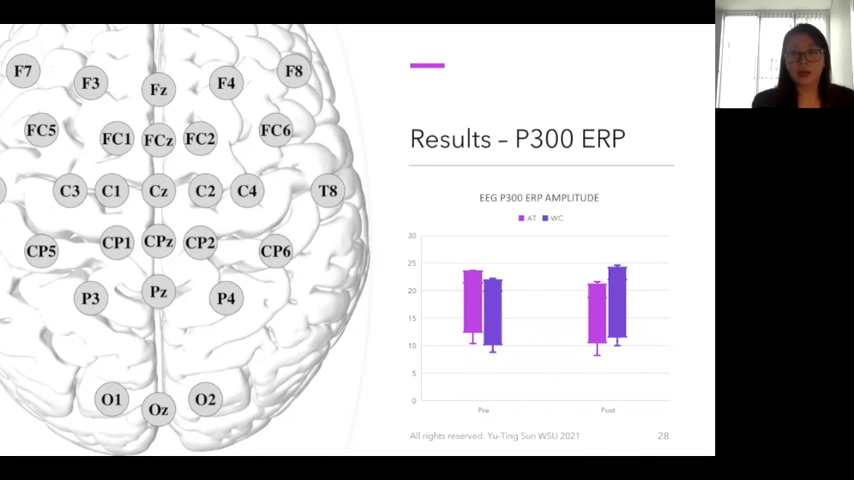 F7 F3 Fz F4 F8
FC5 FC1 FCz FC2 FC6
C3 C1 Cz C2 C4 T8
CP5 CP1 CPz CP2 CP6
P3 Pz P4
O1 Oz O2
Results – P300 ERP
EEG P300 ERP AMPLITUDE
AT WC
30
25
20
15
10
5
0
Pre Post
All rights reserved. Yu-Ting Sun WSU 2021 28